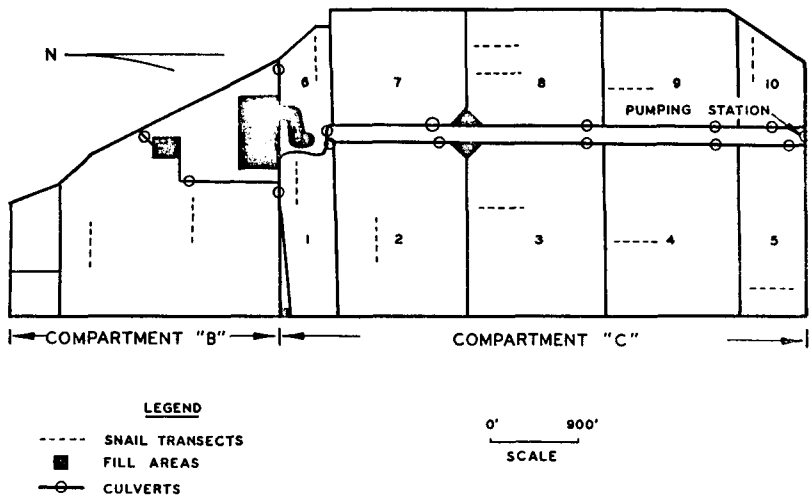 N
6
7
8
9
10
PUMPING STATION
1
2
3
4
5
COMPARTMENT "B"
COMPARTMENT "C"
LEGEND
SNAIL TRANSECTS
FILL AREAS
CULVERTS
0' 900'
SCALE